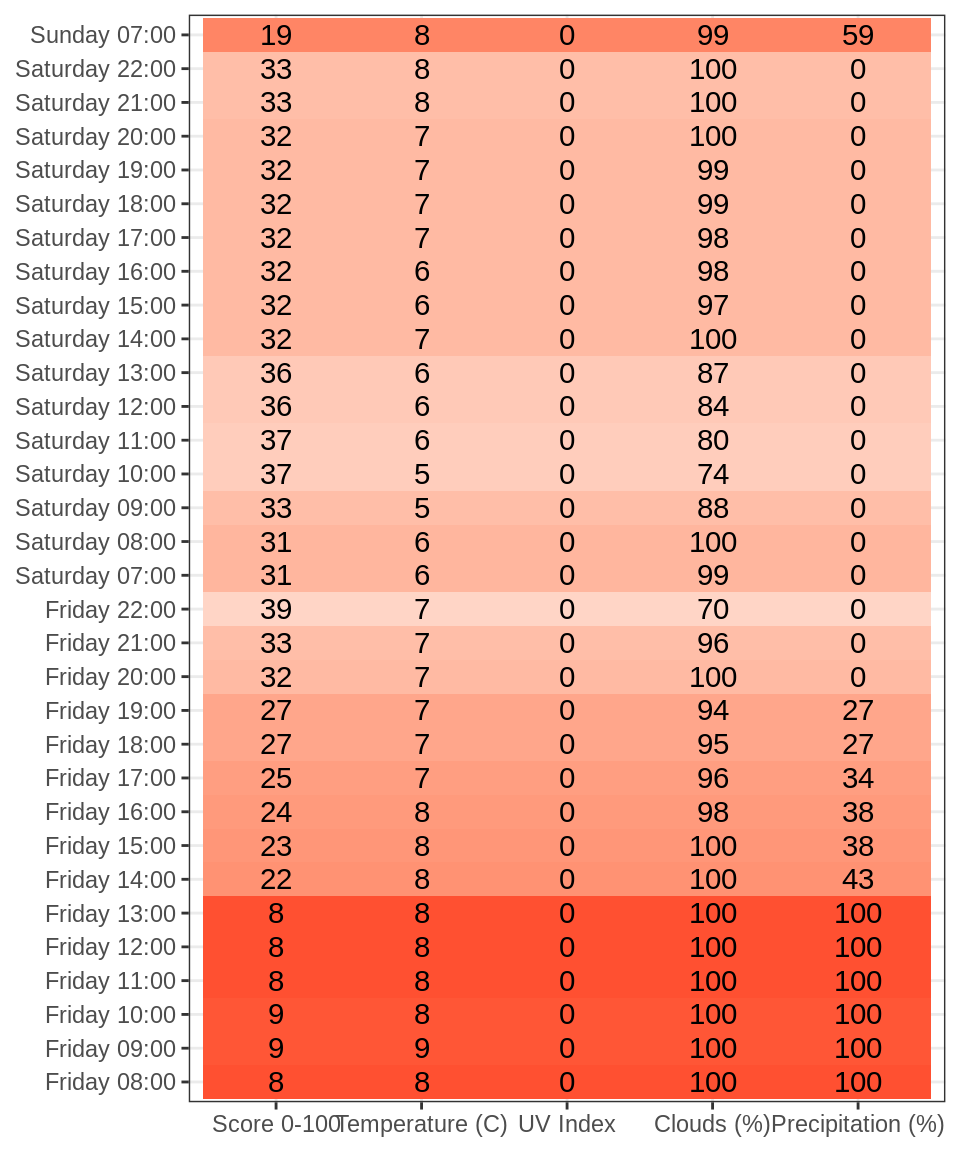 Sunday 07:00 19 8 0 99 59
Saturday 22:00 33 8 0 100 0
Saturday 21:00 33 8 0 100 0
Saturday 20:00 32 7 0 100 0
Saturday 19:00 32 7 0 99 0
Saturday 18:00 32 7 0 99 0
Saturday 17:00 32 7 0 98 0
Saturday 16:00 32 6 0 98 0
Saturday 15:00 32 6 0 97 0
Saturday 14:00 32 7 0 100 0
Saturday 13:00 36 6 0 87 0
Saturday 12:00 36 6 0 84 0
Saturday 11:00 37 6 0 80 0
Saturday 10:00 37 5 0 74 0
Saturday 09:00 33 5 0 88 0
Saturday 08:00 31 6 0 100 0
Saturday 07:00 31 6 0 99 0
Friday 22:00 39 7 0 70 0
Friday 21:00 33 7 0 96 0
Friday 20:00 32 7 0 100 0
Friday 19:00 27 7 0 94 27
Friday 18:00 27 7 0 95 27
Friday 17:00 25 7 0 96 34
Friday 16:00 24 8 0 98 38
Friday 15:00 23 8 0 100 38
Friday 14:00 22 8 0 100 43
Friday 13:00 8 8 0 100 100
Friday 12:00 8 8 0 100 100
Friday 11:00 8 8 0 100 100
Friday 10:00 9 8 0 100 100
Friday 09:00 9 9 0 100 100
Friday 08:00 8 8 0 100 100
Score 0-100 Temperature (C) UV Index Clouds (%) Precipitation (%)